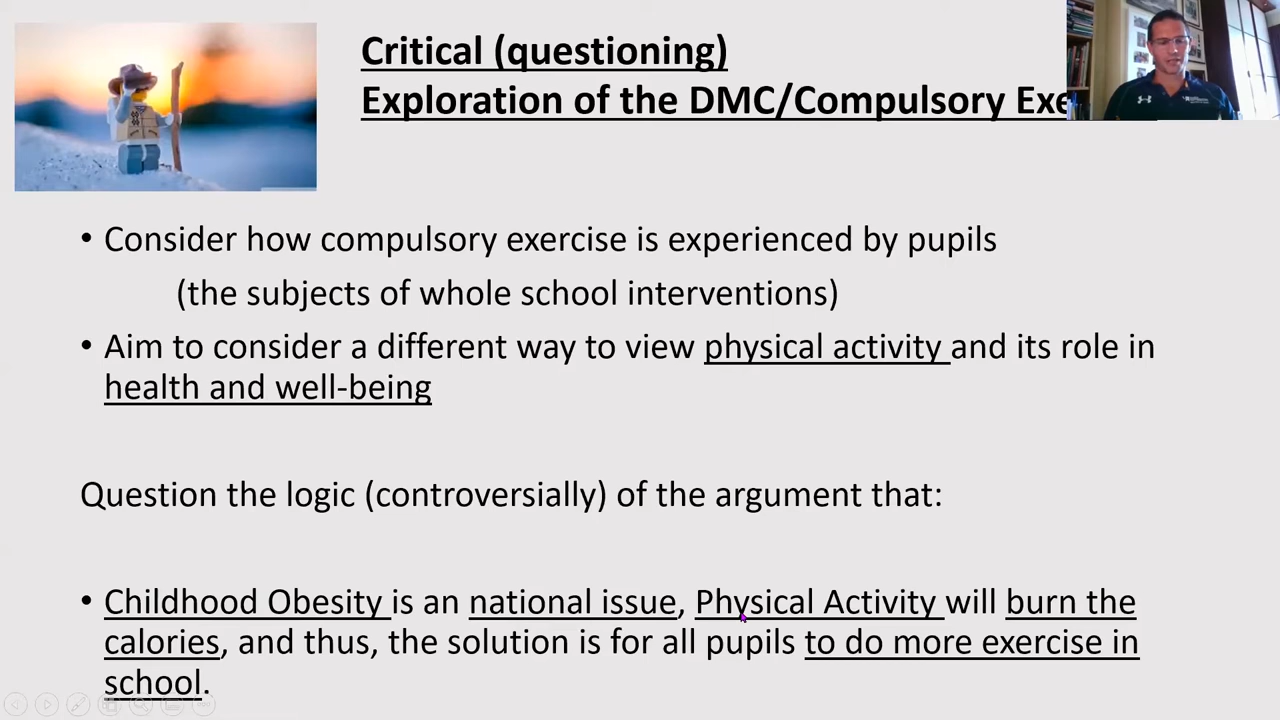 Critical (questioning)
Exploration of the DMC/Compulsory Exe
• Consider how compulsory exercise is experienced by pupils
(the subjects of whole school interventions)
• Aim to consider a different way to view physical activity and its role in
health and well-being
Question the logic (controversially) of the argument that:
• Childhood Obesity is an national issue, Physical Activity will burn the
calories, and thus, the solution is for all pupils to do more exercise in
school.